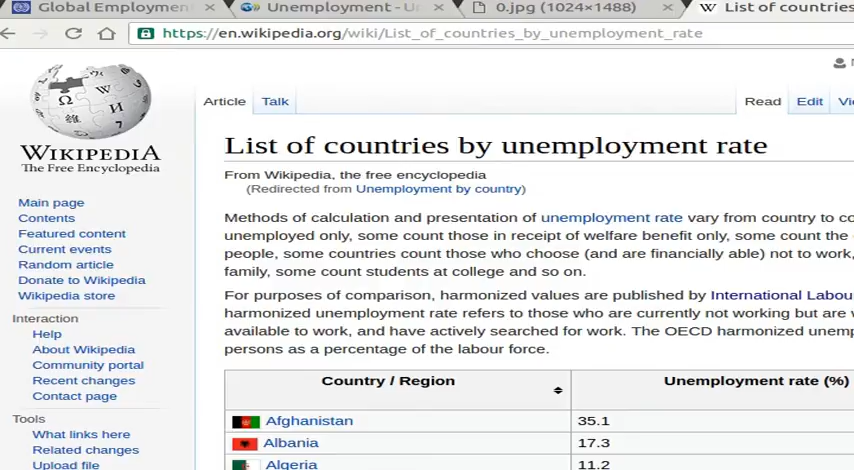 Global Employment
Unemployment - U
0.jpg (1024×1488)
List of countries
https://en.wikipedia.org/wiki/List_of_countries_by_unemployment_rate
Article Talk Read Edit
WIKIPEDIA
The Free Encyclopedia
List of countries by unemployment rate
From Wikipedia, the free encyclopedia
(Redirected from Unemployment by country)
Main page
Contents
Featured content
Current events
Random article
Donate to Wikipedia
Wikipedia store
Interaction
Help
About Wikipedia
Community portal
Recent changes
Contact page
Tools
What links here
Related changes
Upload file
Methods of calculation and presentation of unemployment rate vary from country to co
unemployed only, some count those in receipt of welfare benefit only, some count the
people, some countries count those who choose (and are financially able) not to work,
family, some count students at college and so on.
For purposes of comparison, harmonized values are published by International Labou
harmonized unemployment rate refers to those who are currently not working but are
available to work, and have actively searched for work. The OECD harmonized unemp
persons as a percentage of the labour force.
Country / Region Unemployment rate (%)
Afghanistan 35.1
Albania 17.3
Algeria 11.2